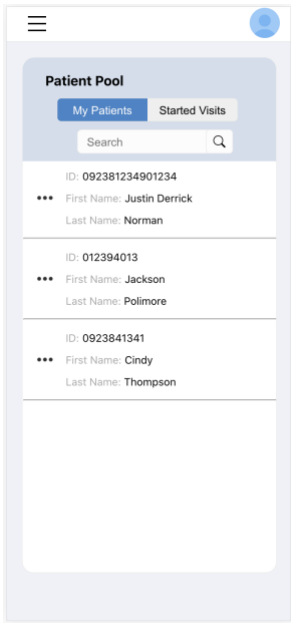 Patient Pool
My Patients Started Visits
Search
ID: 092381234901234
First Name: Justin Derrick
Last Name: Norman
ID: 012394013
First Name: Jackson
Last Name: Polimore
ID: 0923841341
First Name: Cindy
Last Name: Thompson